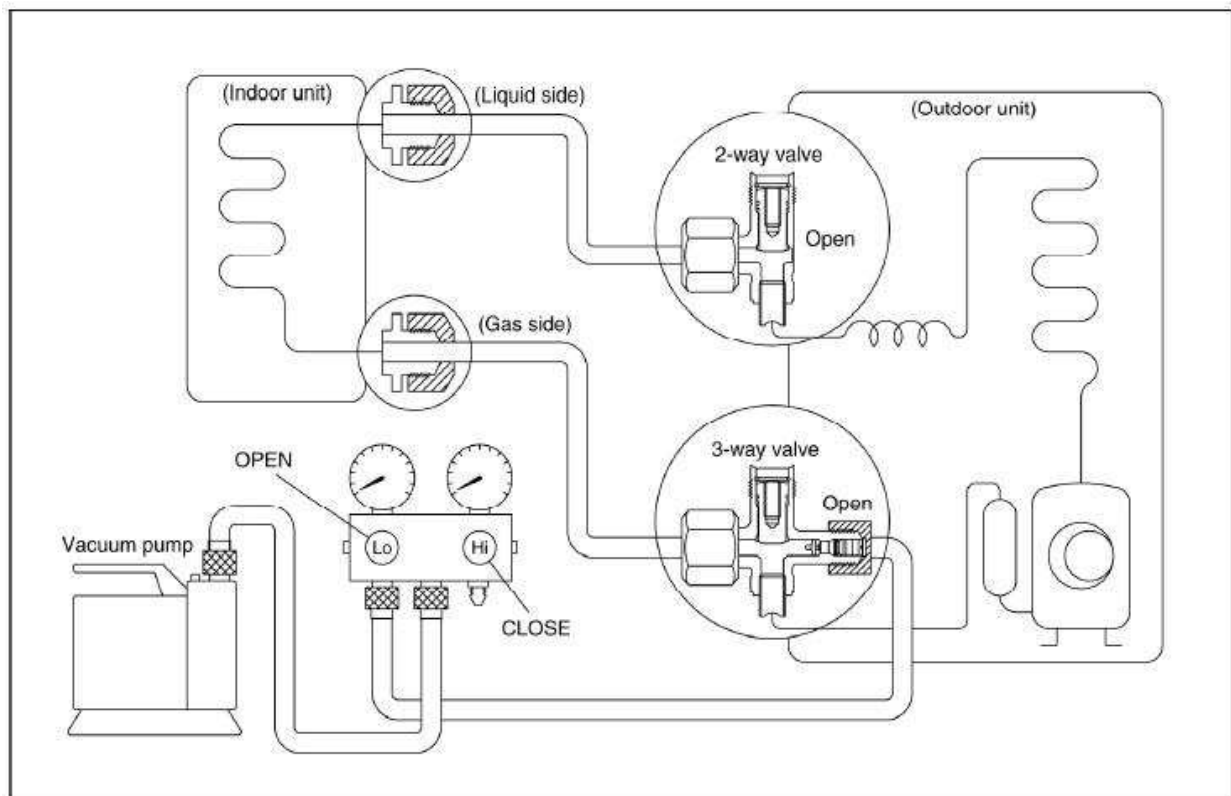 (Indoor unit)
(Liquid side)
(Outdoor unit)
2-way valve
Open
(Gas side)
3-way valve
Open
OPEN
Lo
Hi
Vacuum pump
CLOSE